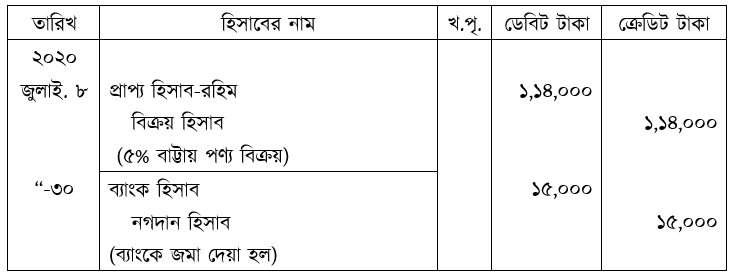 তারিখ হিসাবের নাম খ.পৃ. ডেবিট টাকা ক্রেডিট টাকা
২০২০
জুলাই. ৮ প্রাপ্য হিসাব-রহিম ১,১৪,০০০
বিক্রয় হিসাব ১,১৪,০০০
(৫% বাট্টায় পণ্য বিক্রয়)
“-৩০ ব্যাংক হিসাব ১৫,০০০
নগদান হিসাব ১৫,০০০
(ব্যাংকে জমা দেয়া হল)